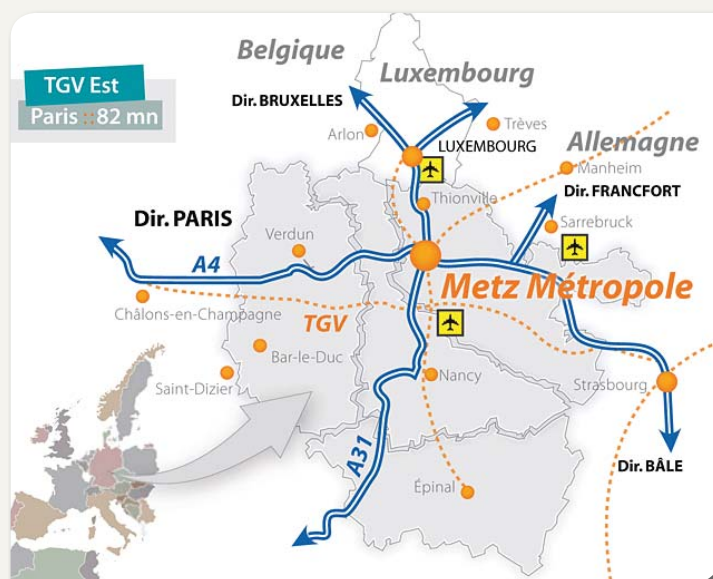 Belgique
Luxembourg
TGV Est
Paris :: 82 mn
Dir. BRUXELLES
Arlon
Trèves
LUXEMBOURG
Allemagne
Manheim
Dir. FRANCFORT
Thionville
Dir. PARIS
Sarrebruck
Verdun
A4
Metz Métropole
Châlons-en-Champagne
TGV
Bar-le-Duc
Saint-Dizier
Nancy
Strasbourg
A31
Dir. BÂLE
Épinal